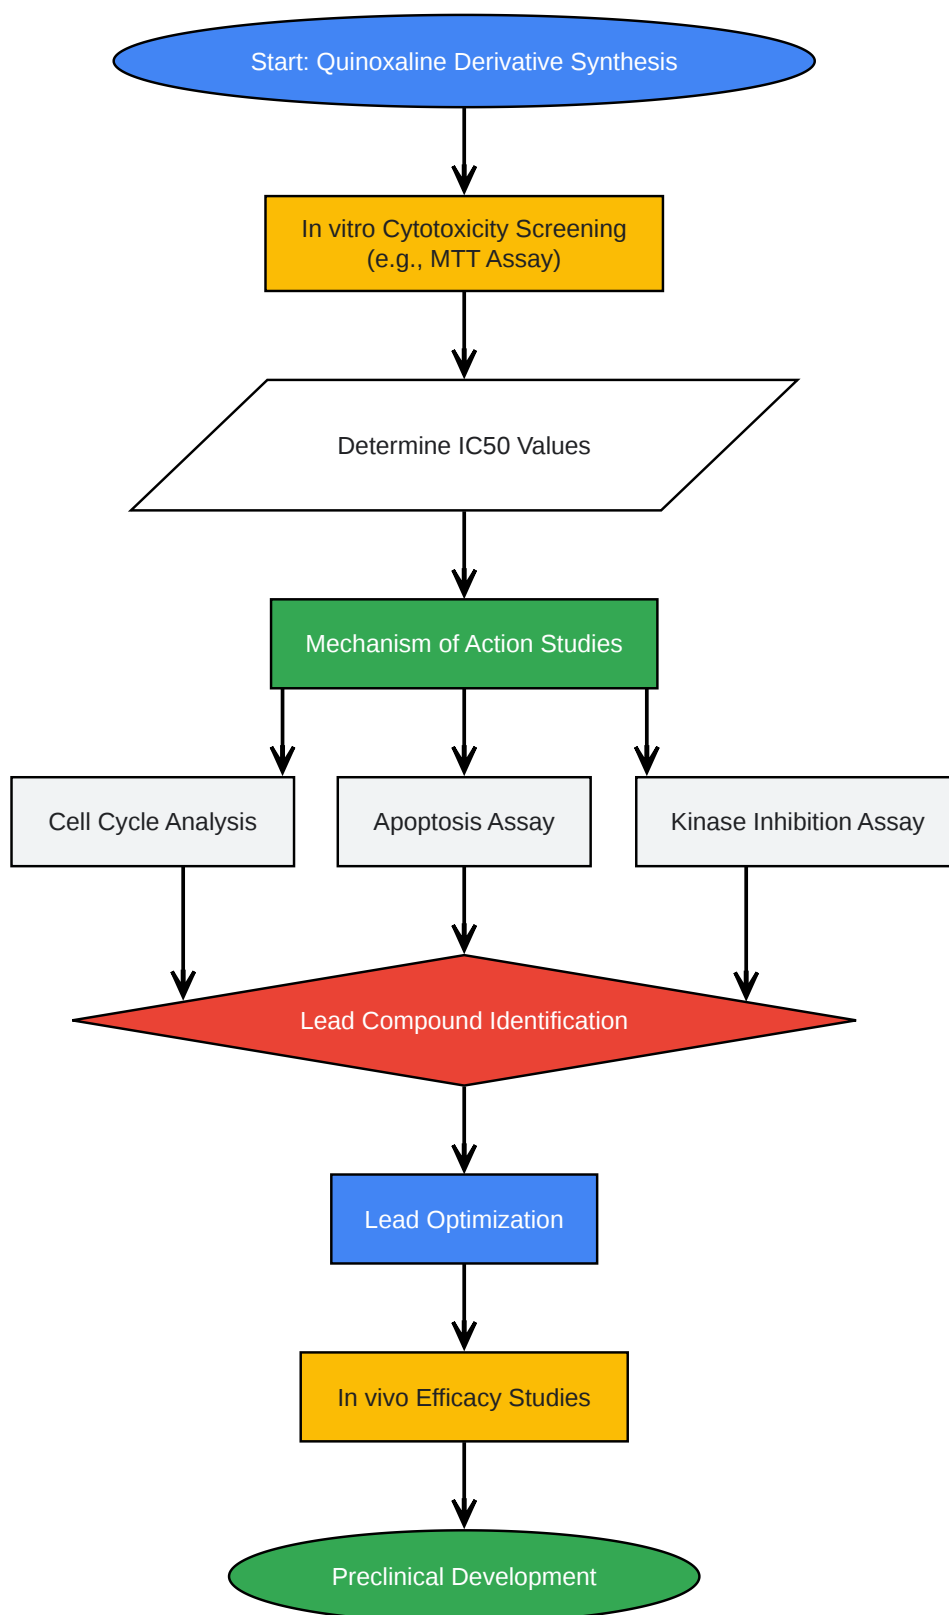 Start: Quinoxaline Derivative Synthesis
In vitro Cytotoxicity Screening
(e.g., MTT Assay)
Determine IC50 Values
Mechanism of Action Studies
Cell Cycle Analysis
Apoptosis Assay
Kinase Inhibition Assay
Lead Compound Identification
Lead Optimization
In vivo Efficacy Studies
Preclinical Development